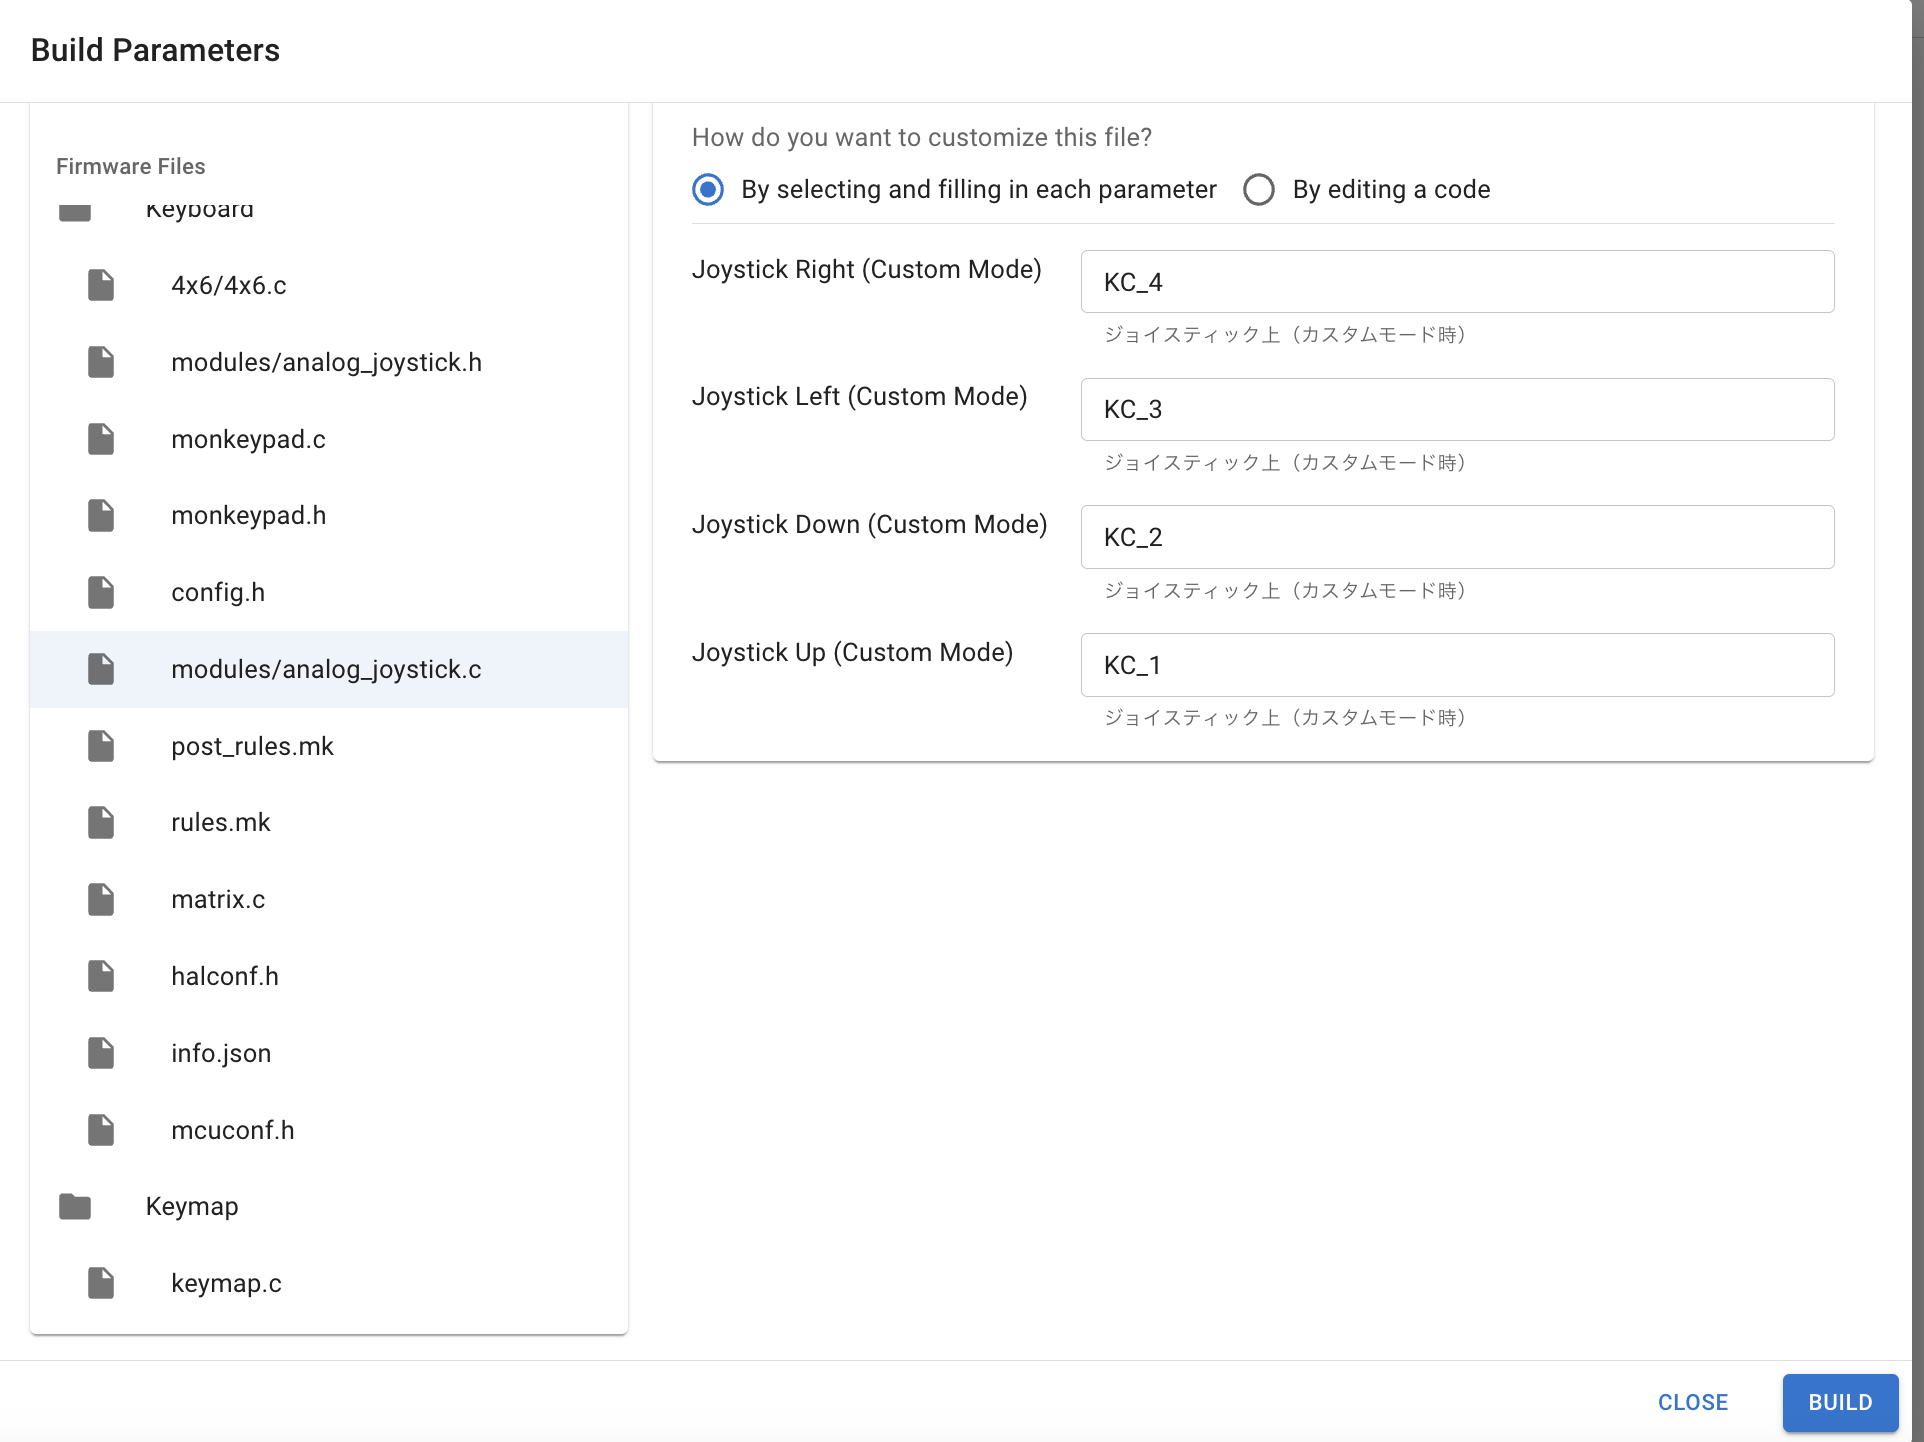 Build Parameters
Firmware Files
Keyboard
4x6/4x6.c
modules/analog_joystick.h
monkeypad.c
monkeypad.h
config.h
modules/analog_joystick.c
post_rules.mk
rules.mk
matrix.c
halconf.h
info.json
mcuconf.h
Keymap
keymap.c
How do you want to customize this file?
By selecting and filling in each parameter
By editing a code
Joystick Right (Custom Mode)
KC_4
ジョイスティック上（カスタムモード時）
Joystick Left (Custom Mode)
KC_3
ジョイスティック上（カスタムモード時）
Joystick Down (Custom Mode)
KC_2
ジョイスティック上（カスタムモード時）
Joystick Up (Custom Mode)
KC_1
ジョイスティック上（カスタムモード時）
CLOSE
BUILD